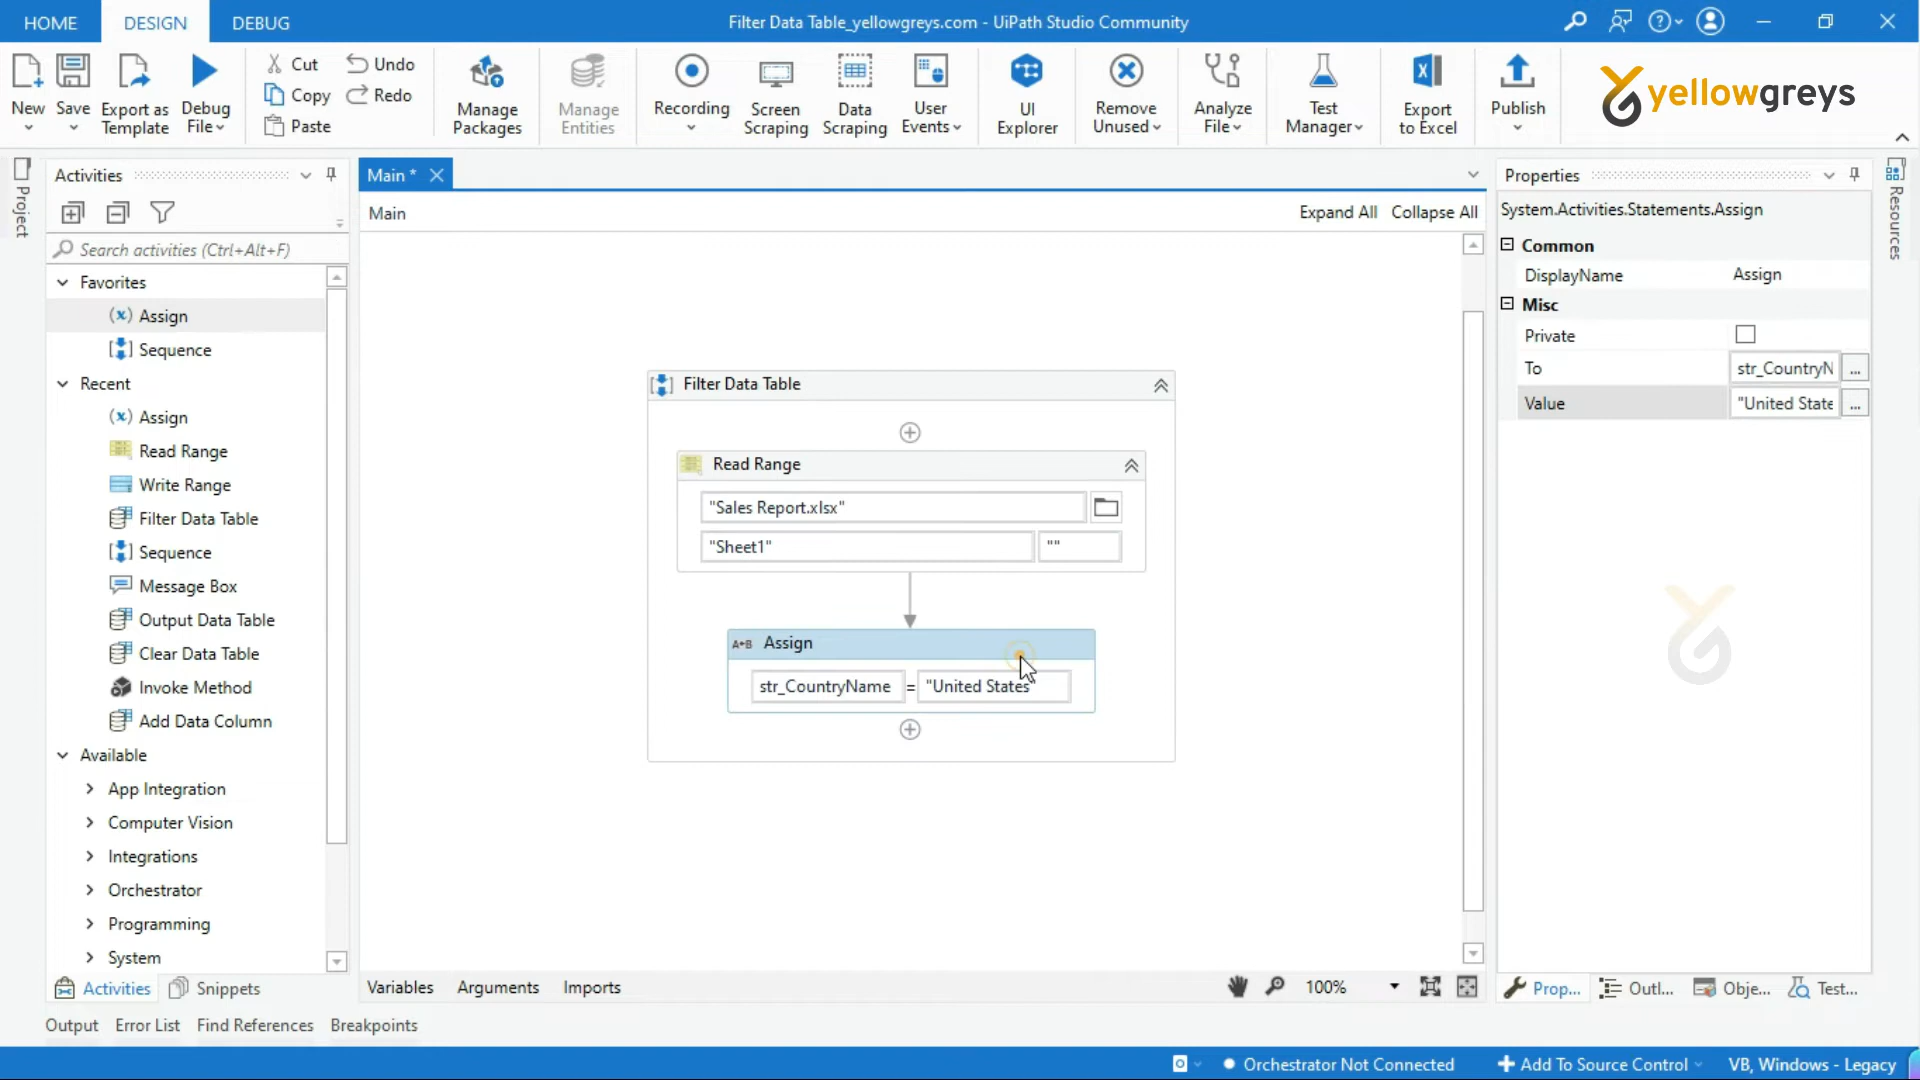 HOME DESIGN DEBUG Filter Data Table_yellowgreys.com - UiPath Studio Community
New Save Export as Template Debug File
Cut Undo
Copy Redo
Paste
Manage Packages Manage Entities Recording Screen Scraping Data Scraping User Events UI Explorer Remove Unused Analyze File Test Manager Export to Excel Publish
yellowgreys
Project
Activities
Search activities (Ctrl+Alt+F)
Favorites
Assign
Sequence
Recent
Assign
Read Range
Write Range
Filter Data Table
Sequence
Message Box
Output Data Table
Clear Data Table
Invoke Method
Add Data Column
Available
App Integration
Computer Vision
Integrations
Orchestrator
Programming
System
Activities Snippets
Main *
Main Expand All Collapse All
Filter Data Table
Read Range
"Sales Report.xlsx"
"Sheet1" ""
A+B Assign
str_CountryName = "United States"
Variables Arguments Imports 100%
Properties
System.Activities.Statements.Assign
Common
DisplayName Assign
Misc
Private
To str_CountryN ...
Value "United State ...
Prop... Outl... Obje... Test...
Resources
Output Error List Find References Breakpoints
Orchestrator Not Connected Add To Source Control VB, Windows - Legacy